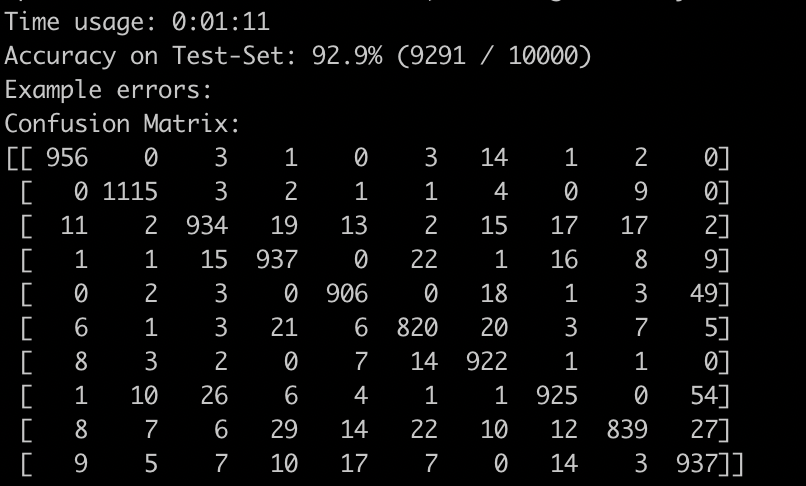 Time usage: 0:01:11
Accuracy on Test-Set: 92.9% (9291 / 10000)
Example errors:
Confusion Matrix:
[[ 956    0    3    1    0    3   14    1    2    0]
 [   0 1115    3    2    1    1    4    0    9    0]
 [  11    2  934   19   13    2   15   17   17    2]
 [   1    1   15  937    0   22    1   16    8    9]
 [   0    2    3    0  906    0   18    1    3   49]
 [   6    1    3   21    6  820   20    3    7    5]
 [   8    3    2    0    7   14  922    1    1    0]
 [   1   10   26    6    4    1    1  925    0   54]
 [   8    7    6   29   14   22   10   12  839   27]
 [   9    5    7   10   17    7    0   14    3  937]]